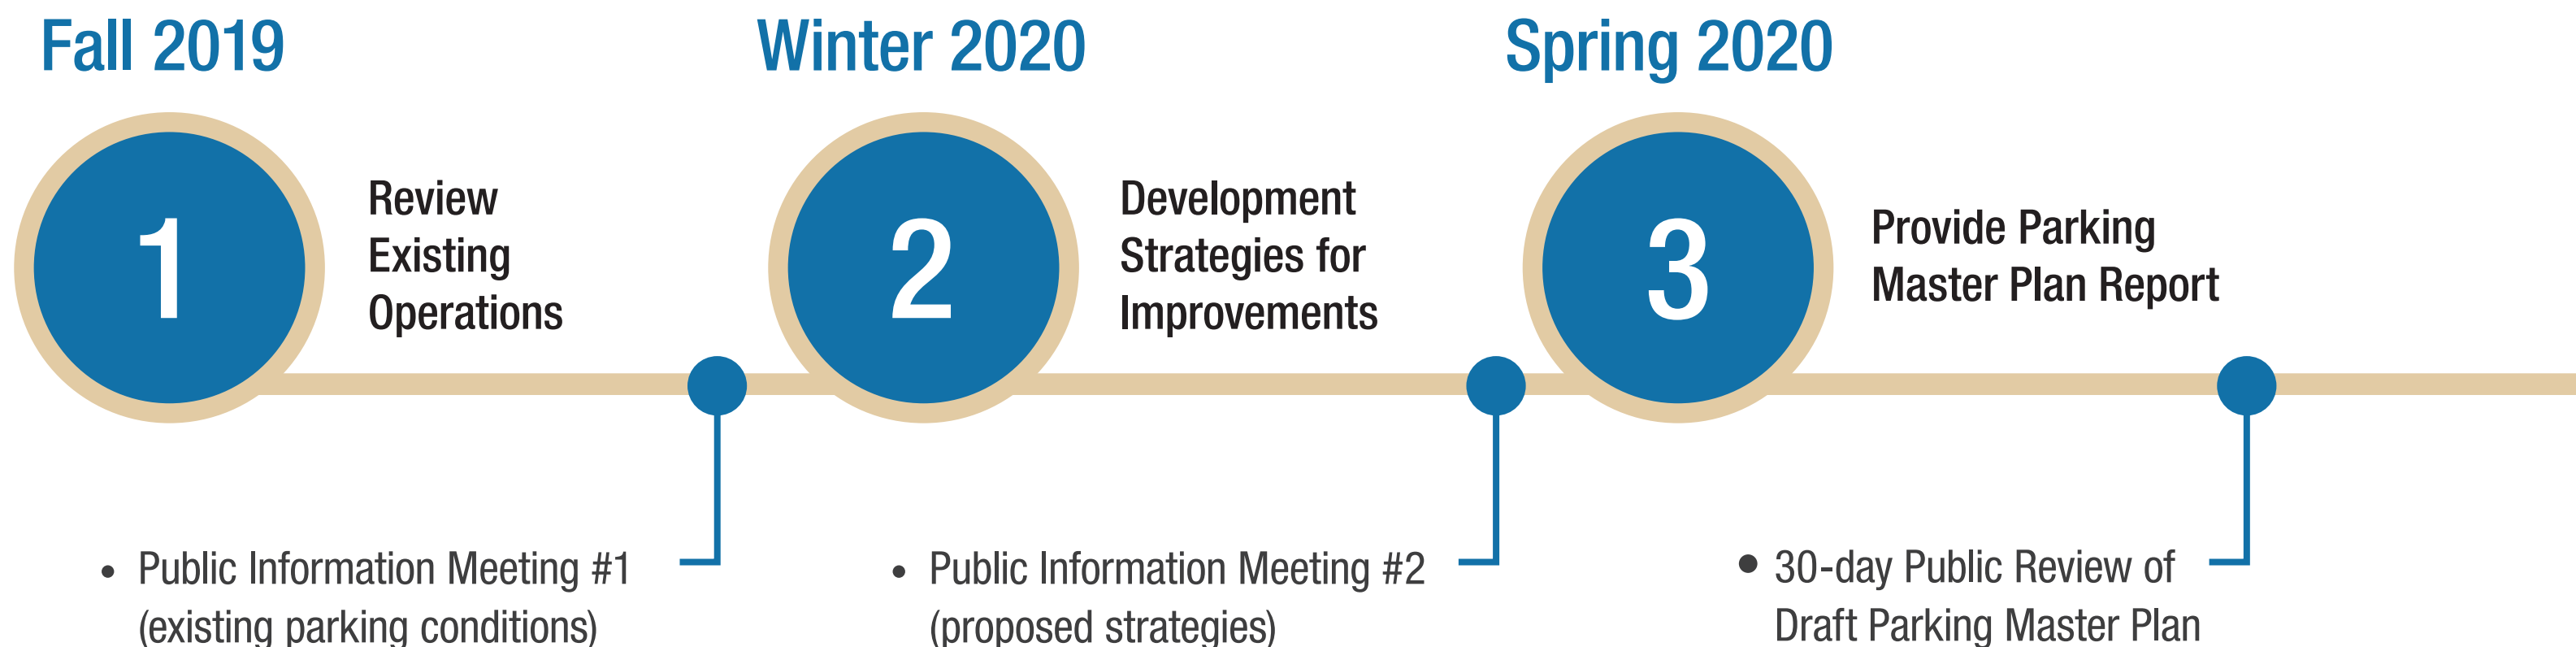 Fall 2019
Winter 2020
Spring 2020
1
Review
Existing
Operations
2
Development
Strategies for
Improvements
3
Provide Parking
Master Plan Report
• Public Information Meeting #1
(existing parking conditions)
• Public Information Meeting #2
(proposed strategies)
• 30-day Public Review of
Draft Parking Master Plan